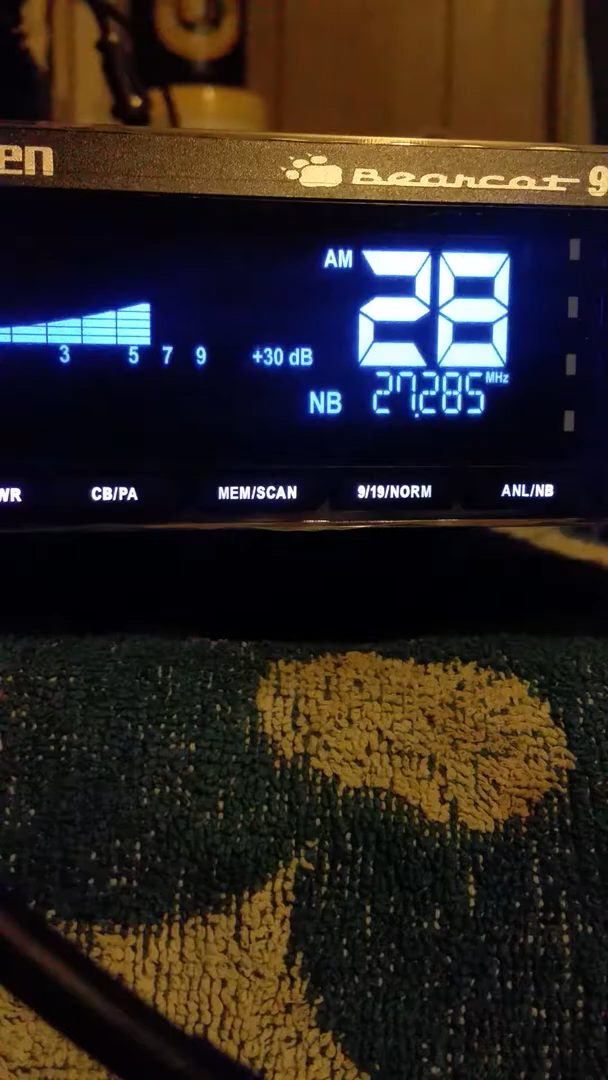 en Bearcat 9
AM 28
3 5 7 9 +30 dB
NB 27.285 MHz
WR CB/PA MEM/SCAN 9/19/NORM ANL/NB